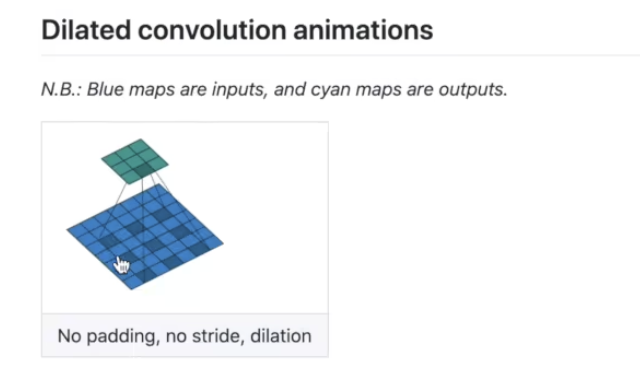 Dilated convolution animations
N.B.: Blue maps are inputs, and cyan maps are outputs.
No padding, no stride, dilation